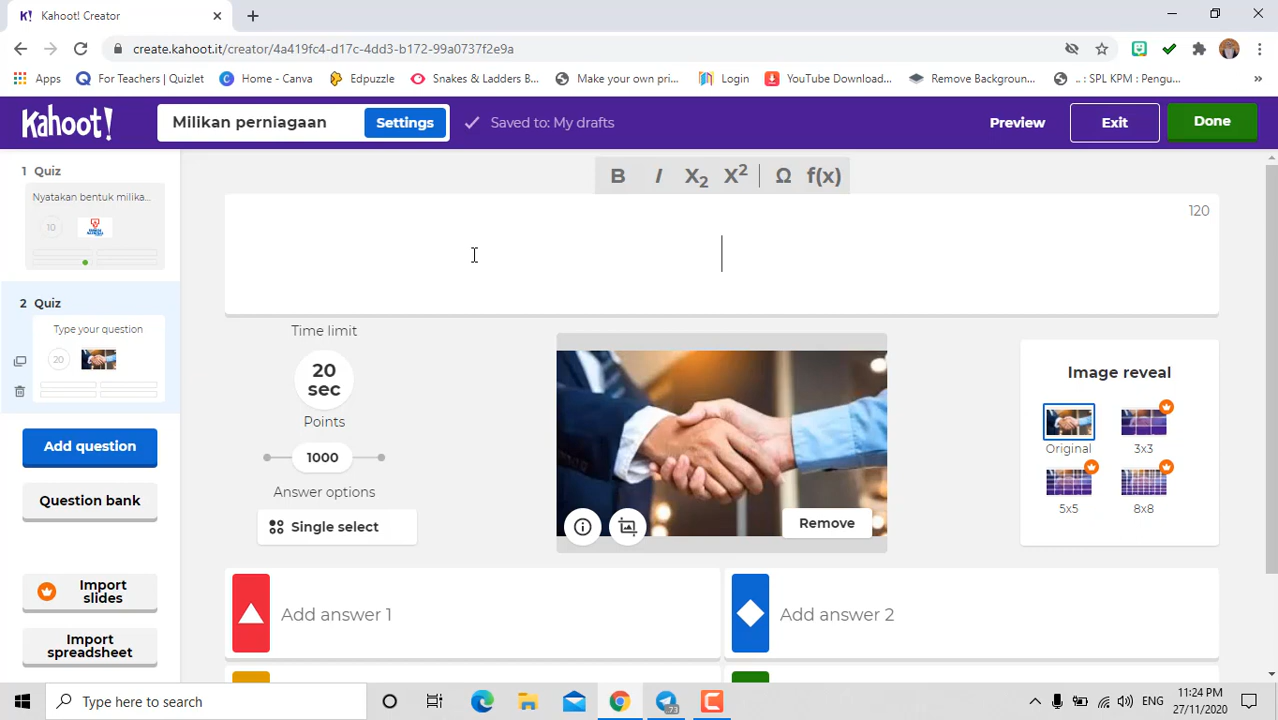 Kahoot! Creator
create.kahoot.it/creator/4a419fc4-d17c-4dd3-b172-99a0737f2e9a
Apps
For Teachers | Quizlet
Home - Canva
Edpuzzle
Snakes & Ladders B...
Make your own pri...
Login
YouTube Download...
Remove Backgroun...
.. : SPL KPM : Pengu...
Kahoot!
Milikan perniagaan
Settings
Saved to: My drafts
Preview
Exit
Done
1 Quiz
Nyatakan bentuk milika...
10
2 Quiz
Type your question
20
Add question
Question bank
Import slides
Import spreadsheet
B I X2 X2 Ω f(x)
120
Time limit
20 sec
Points
1000
Answer options
Single select
Remove
Image reveal
Original
3x3
5x5
8x8
Add answer 1
Add answer 2
Type here to search
73
ENG
11:24 PM
27/11/2020